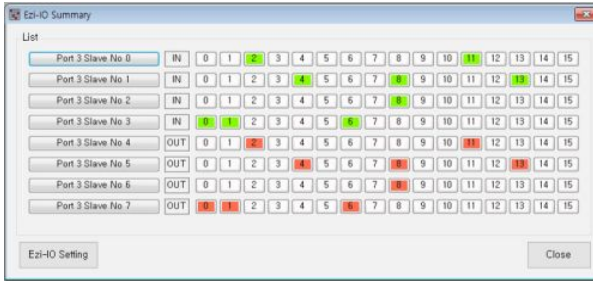 Ezi-IO Summary
List
Port 3 Slave No 0 IN 0 1 2 3 4 5 6 7 8 9 10 11 12 13 14 15
Port 3 Slave No 1 IN 0 1 2 3 4 5 6 7 8 9 10 11 12 13 14 15
Port 3 Slave No 2 IN 0 1 2 3 4 5 6 7 8 9 10 11 12 13 14 15
Port 3 Slave No 3 IN 0 1 2 3 4 5 6 7 8 9 10 11 12 13 14 15
Port 3 Slave No 4 OUT 0 1 2 3 4 5 6 7 8 9 10 11 12 13 14 15
Port 3 Slave No 5 OUT 0 1 2 3 4 5 6 7 8 9 10 11 12 13 14 15
Port 3 Slave No 6 OUT 0 1 2 3 4 5 6 7 8 9 10 11 12 13 14 15
Port 3 Slave No 7 OUT 0 1 2 3 4 5 6 7 8 9 10 11 12 13 14 15
Ezi-IO Setting Close